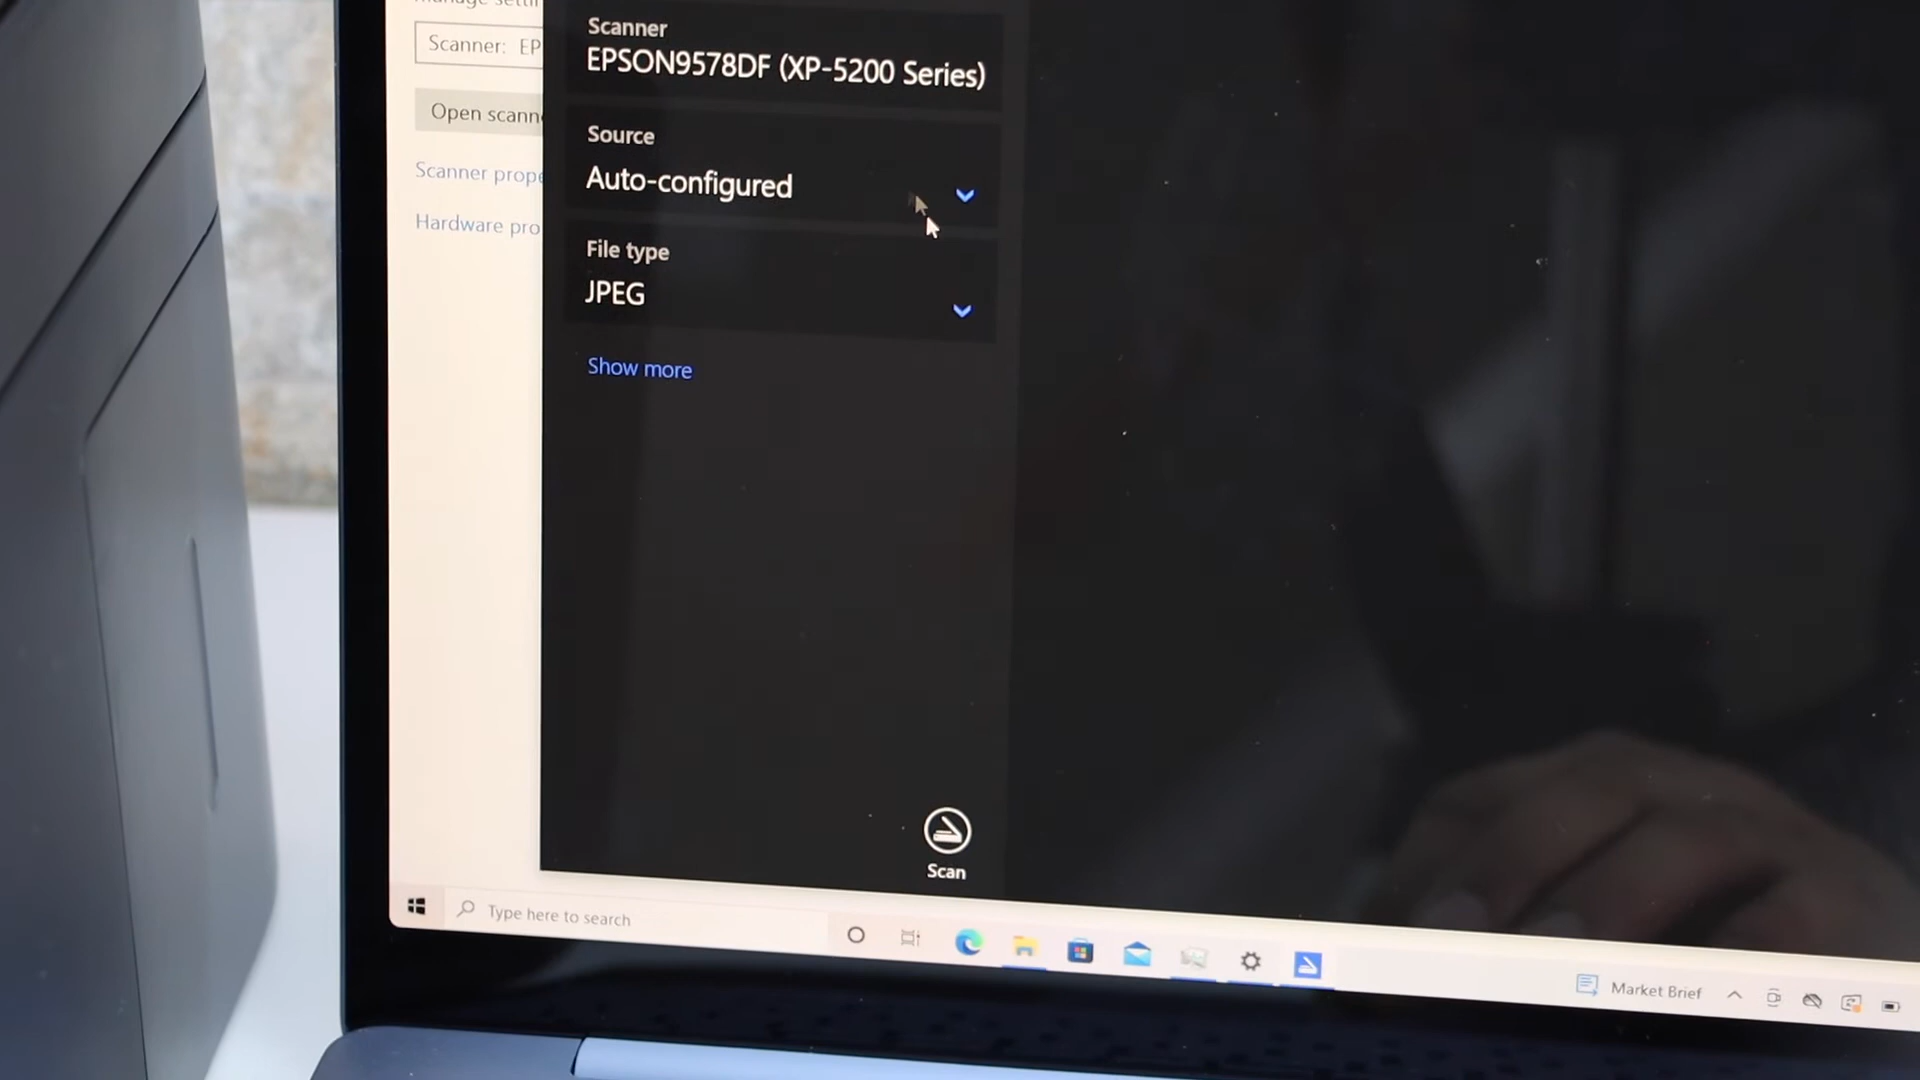 Scanner: EP
Open scann
Scanner prope
Hardware pro
Scanner
EPSON9578DF (XP-5200 Series)
Source
Auto-configured
File type
JPEG
Show more
Scan
Type here to search
Market Brief